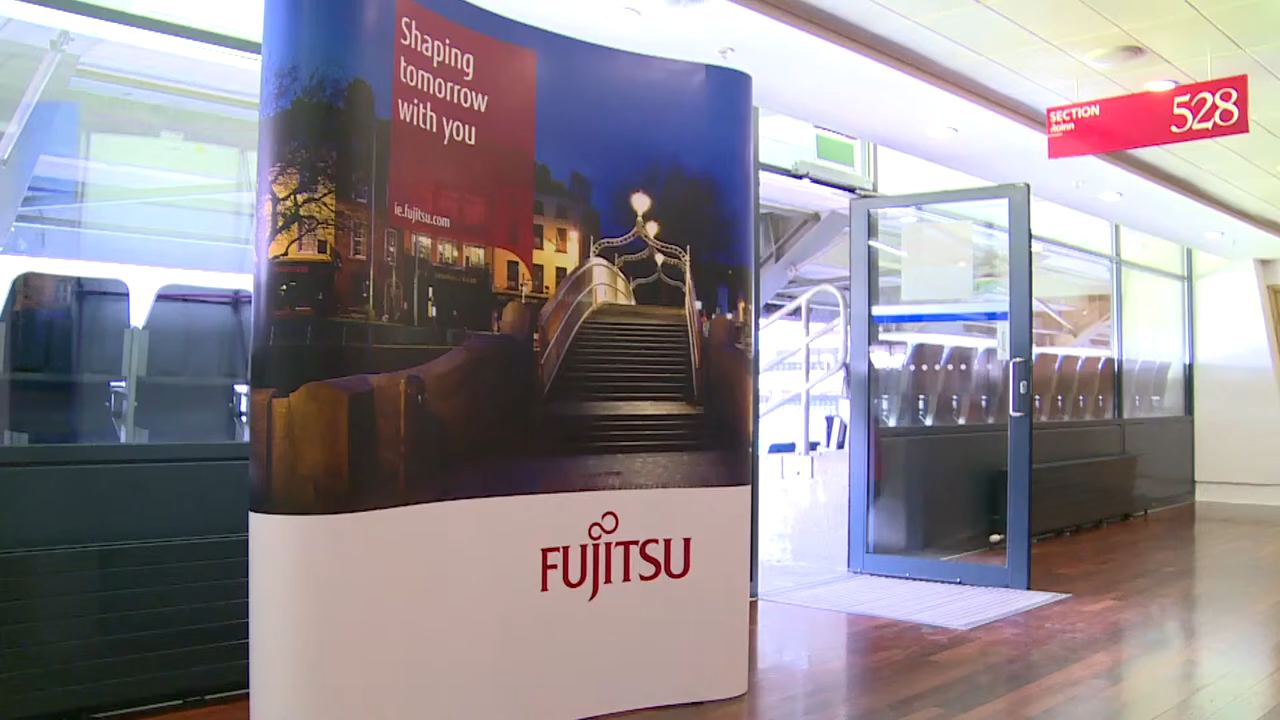 Shaping
tomorrow
with you
ie.fujitsu.com
FUJITSU
SECTION
528